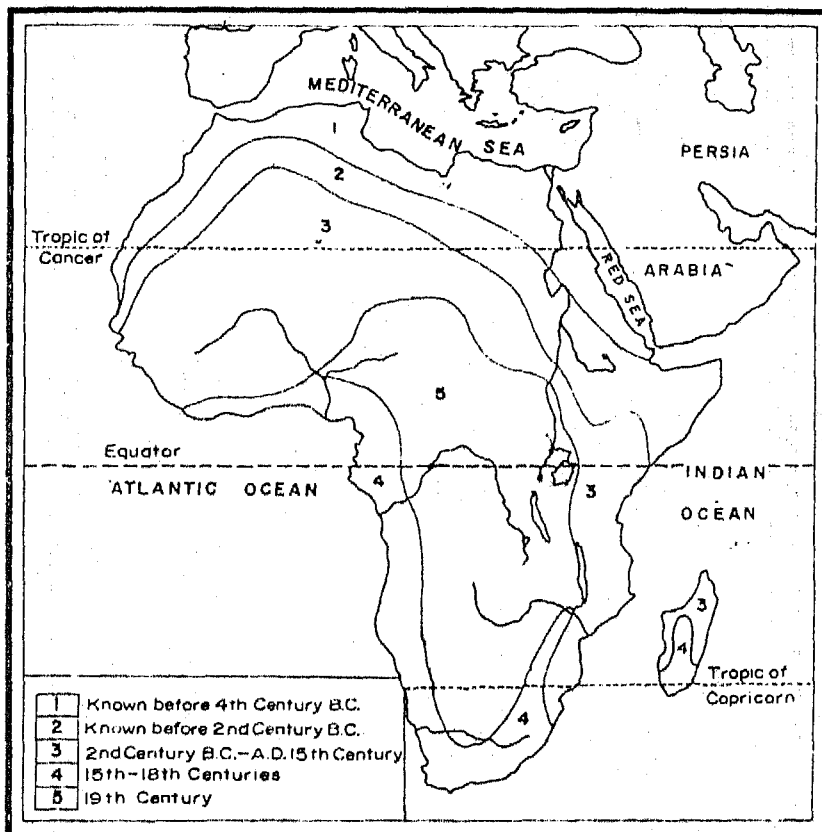 MEDITERRANEAN SEA
1
PERSIA
2
3
Tropic of
Cancer
ARABIA
RED SEA
5
Equator
4
ATLANTIC OCEAN
3
INDIAN
OCEAN
3
4
Tropic of
Capricorn
4
1 Known before 4th Century B.C.
2 Known before 2nd Century B.C.
3 2nd Century B.C.-A.D.15th Century
4 15th-18th Centuries
5 19th Century